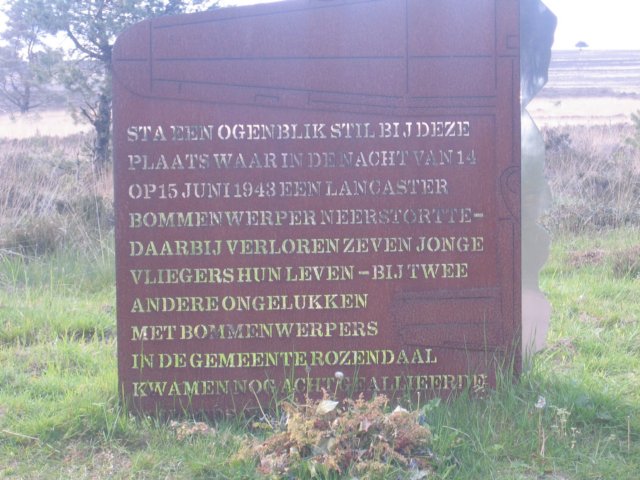 STA EEN OGENBLIK STIL BIJ DEZE
PLAATS WAAR IN DE NACHT VAN 14
OP 15 JUNI 1943 EEN LANCASTER
BOMMENWERPER NEERSTORTTE–
DAARBIJ VERLOREN ZEVEN JONGE
VLIEGERS HUN LEVEN – BIJ TWEE
ANDERE ONGELUKKEN
MET BOMMENWERPERS
IN DE GEMEENTE ROZENDAAL
KWAMEN NOG ACHT GEALLIEERDE